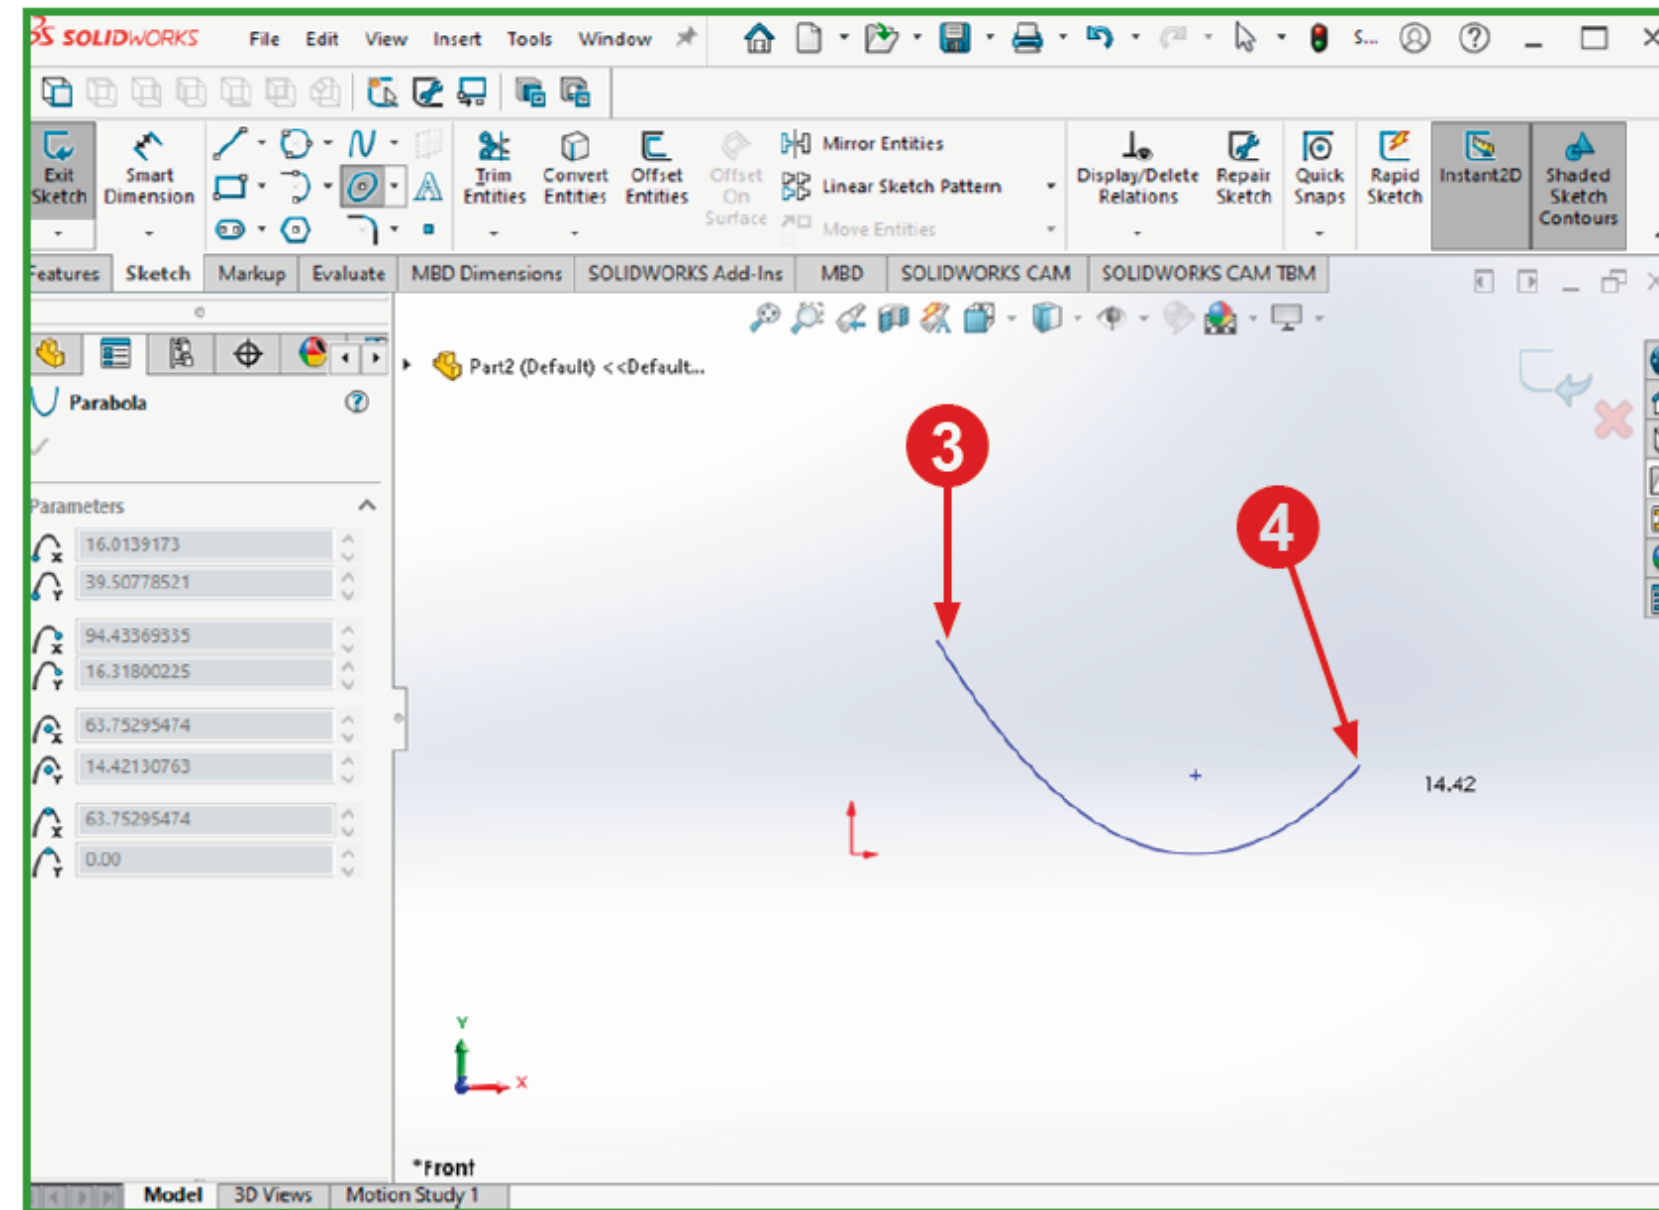 SOLIDWORKS File Edit View Insert Tools Window S...
Exit Sketch
Smart Dimension
Trim Entities
Convert Entities
Offset Entities
Offset On Surface
Mirror Entities
Linear Sketch Pattern
Move Entities
Display/Delete Relations
Repair Sketch
Quick Snaps
Rapid Sketch
Instant2D
Shaded Sketch Contours
Features Sketch Markup Evaluate MBD Dimensions SOLIDWORKS Add-Ins MBD SOLIDWORKS CAM SOLIDWORKS CAM TBM
Part2 (Default) <<Default...
Parabola
Parameters
X 16.0139173
Y 39.50778521
X 94.43369335
Y 16.31800225
X 63.75295474
Y 14.42130763
X 63.75295474
Y 0.00
3
4
14.42
Y
X
*Front
Model 3D Views Motion Study 1